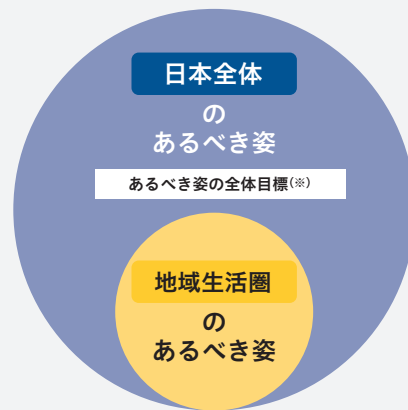 日本全体
の
あるべき姿
あるべき姿の全体目標(※)
地域生活圏
の
あるべき姿